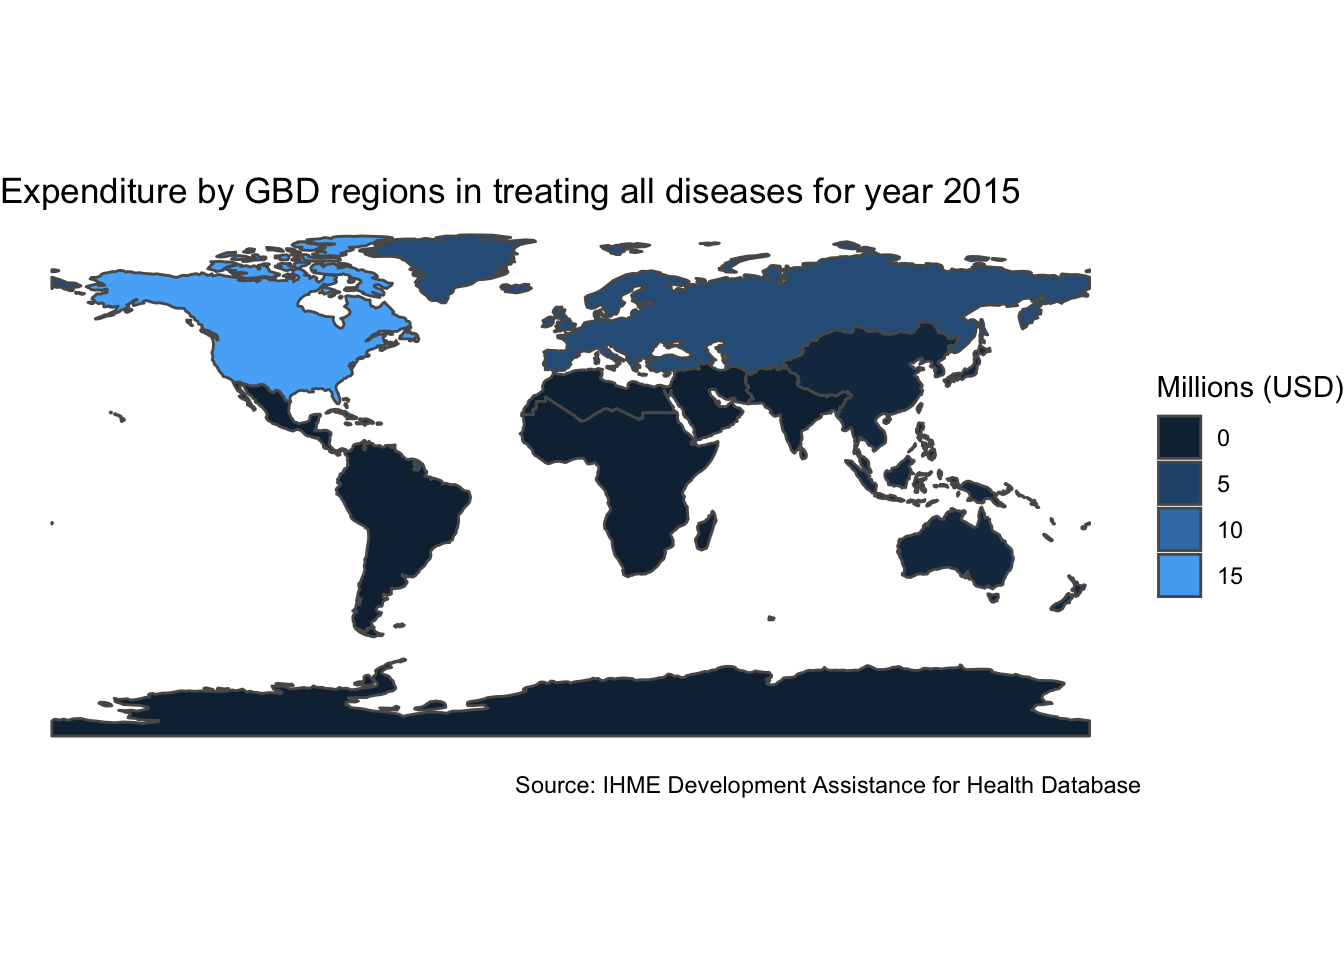 Expenditure by GBD regions in treating all diseases for year 2015
Millions (USD)
0
5
10
15
Source: IHME Development Assistance for Health Database